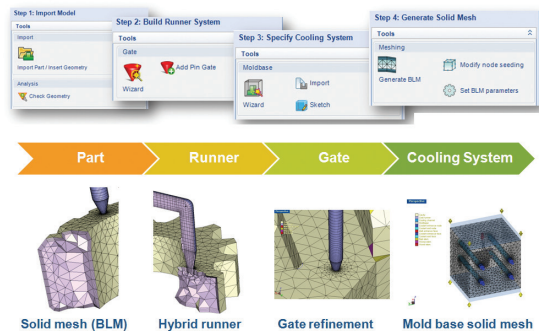 Step 1: Import Model
Tools
Import
Import Part / Insert Geometry
Analysis
Check Geometry
Step 2: Build Runner System
Tools
Gate
Wizard
Add Pin Gate
Step 3: Specify Cooling System
Tools
Moldbase
Wizard
Import
Sketch
Step 4: Generate Solid Mesh
Tools
Meshing
Generate BLM
Modify node seeding
Set BLM parameters
Part
Runner
Gate
Cooling System
Solid mesh (BLM)
Hybrid runner
Gate refinement
Mold base solid mesh